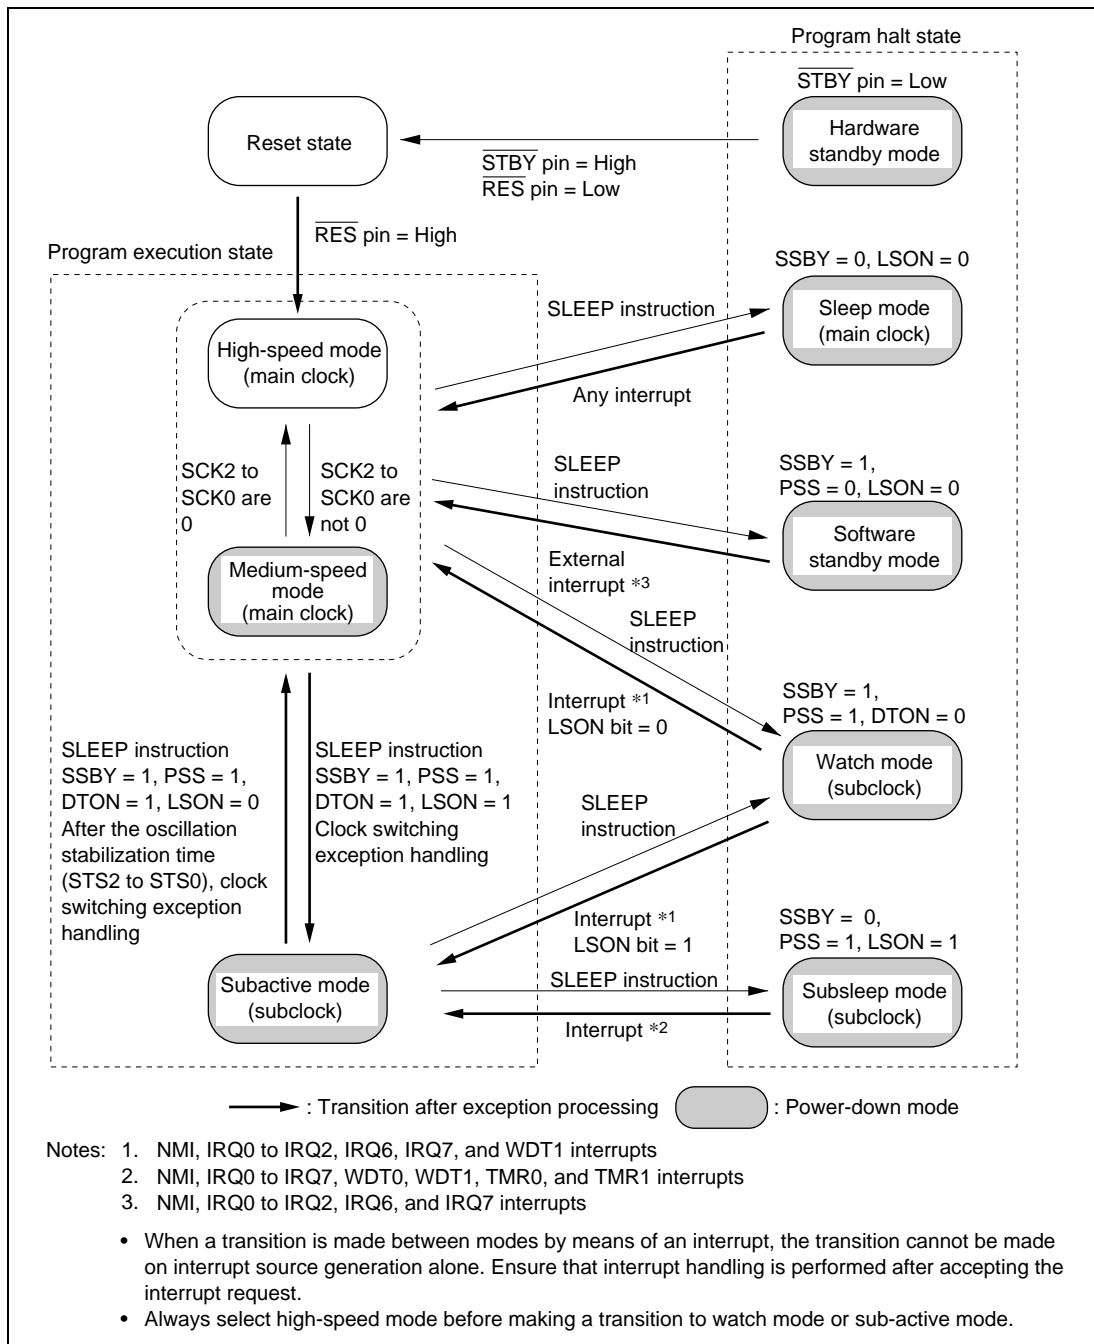 Program halt state
STBY pin = Low
Hardware
standby mode
Reset state
STBY pin = High
RES pin = Low
RES pin = High
Program execution state
SSBY = 0, LSON = 0
Sleep mode
(main clock)
SLEEP instruction
Any interrupt
High-speed mode
(main clock)
SCK2 to
SCK0 are
0
SCK2 to
SCK0 are
not 0
SLEEP
instruction
External
interrupt *3
SSBY = 1,
PSS = 0, LSON = 0
Software
standby mode
Medium-speed
mode
(main clock)
SLEEP
instruction
Interrupt *1
LSON bit = 0
SSBY = 1,
PSS = 1, DTON = 0
Watch mode
(subclock)
SLEEP instruction
SSBY = 1, PSS = 1,
DTON = 1, LSON = 0
After the oscillation
stabilization time
(STS2 to STS0), clock
switching exception
handling
SLEEP instruction
SSBY = 1, PSS = 1,
DTON = 1, LSON = 1
Clock switching
exception handling
SLEEP
instruction
Interrupt *1
LSON bit = 1
SSBY = 0,
PSS = 1, LSON = 1
Subactive mode
(subclock)
SLEEP instruction
Interrupt *2
Subsleep mode
(subclock)
: Transition after exception processing
: Power-down mode
Notes: 1. NMI, IRQ0 to IRQ2, IRQ6, IRQ7, and WDT1 interrupts
2. NMI, IRQ0 to IRQ7, WDT0, WDT1, TMR0, and TMR1 interrupts
3. NMI, IRQ0 to IRQ2, IRQ6, and IRQ7 interrupts
• When a transition is made between modes by means of an interrupt, the transition cannot be made
on interrupt source generation alone. Ensure that interrupt handling is performed after accepting the
interrupt request.
• Always select high-speed mode before making a transition to watch mode or sub-active mode.